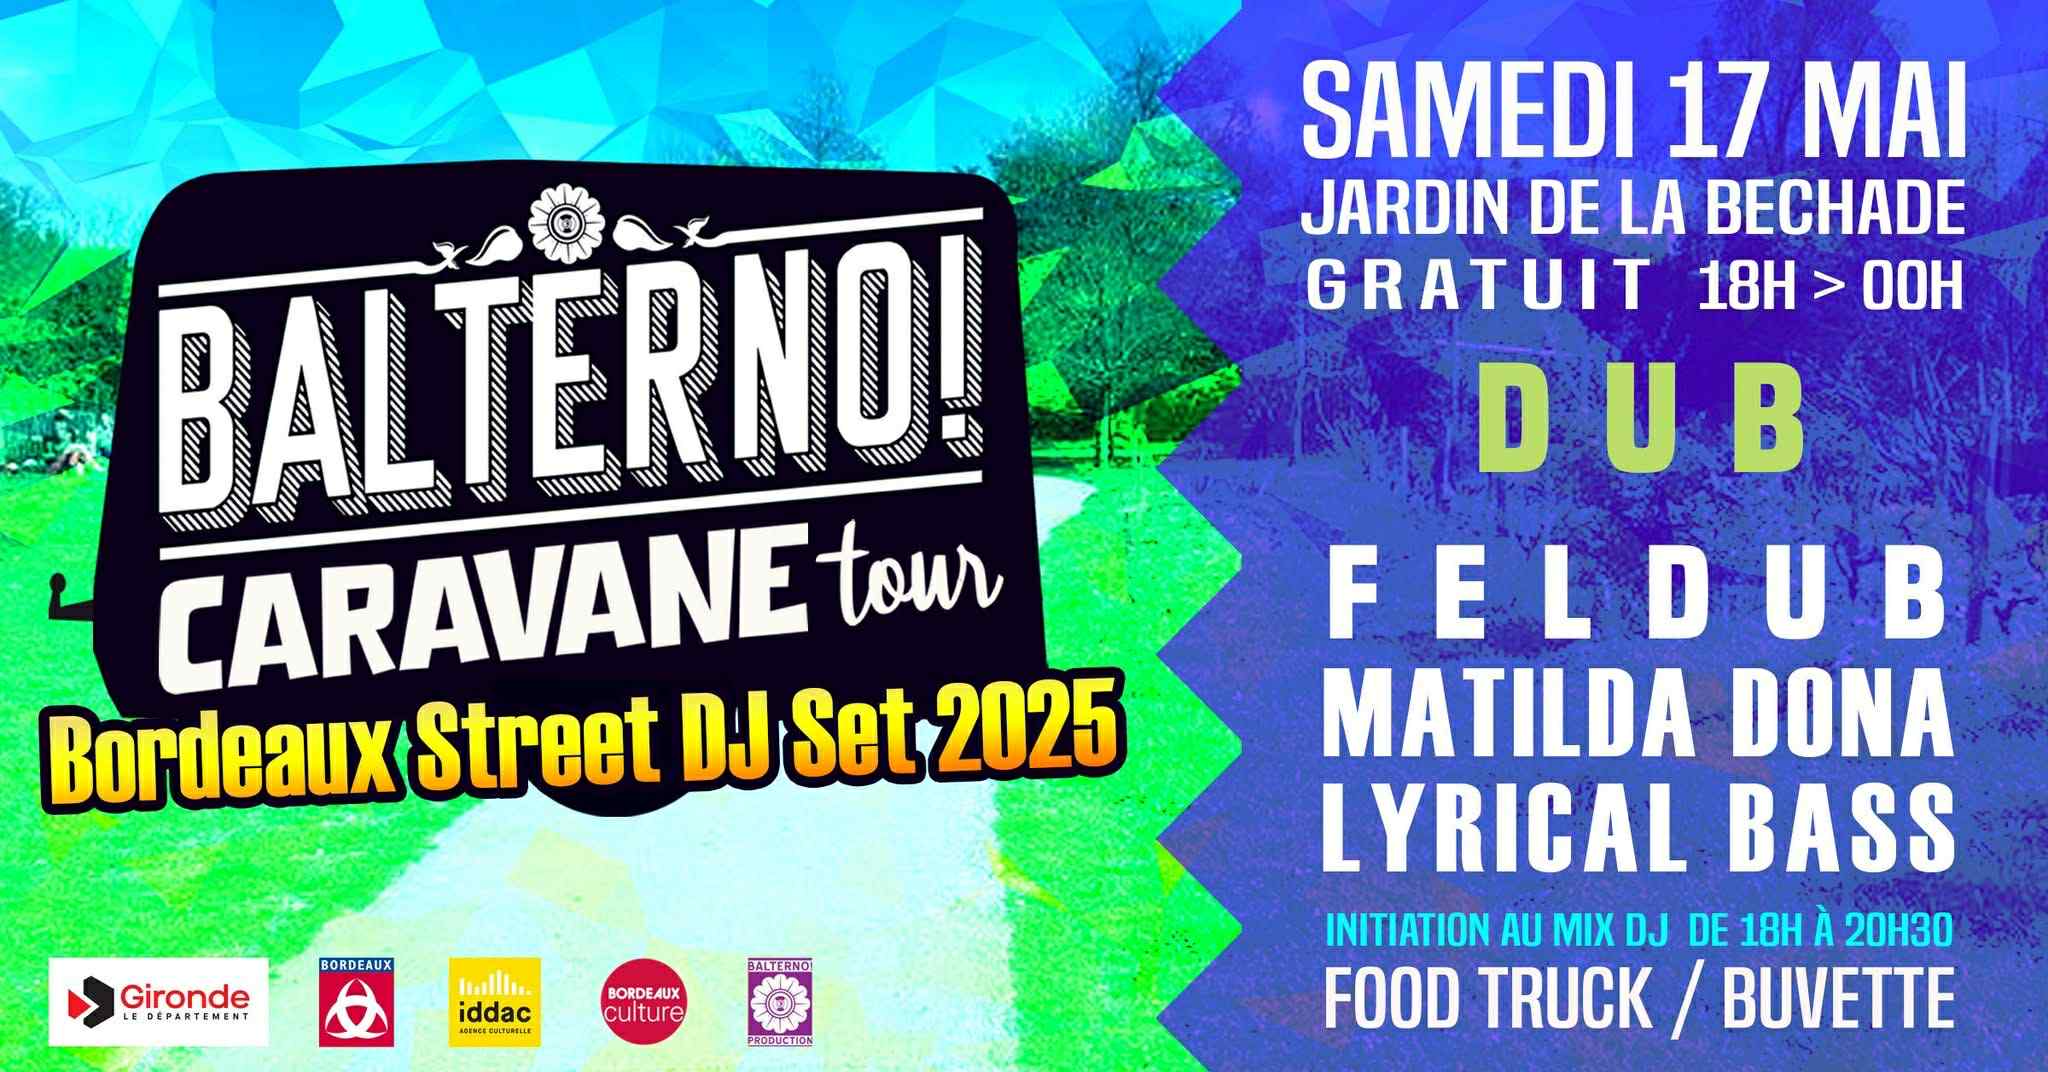 BALTERNO!
CARAVANE tour
Bordeaux Street DJ Set 2025
SAMEDI 17 MAI
JARDIN DE LA BECHADE
GRATUIT 18H > 00H
DUB
FELDUB
MATILDA DONA
LYRICAL BASS
INITIATION AU MIX DJ DE 18H À 20H30
FOOD TRUCK / BUVETTE
Gironde
LE DÉPARTEMENT
BORDEAUX
iddac
AGENCE CULTURELLE
BORDEAUX
culture
BALTERNO!
PRODUCTION